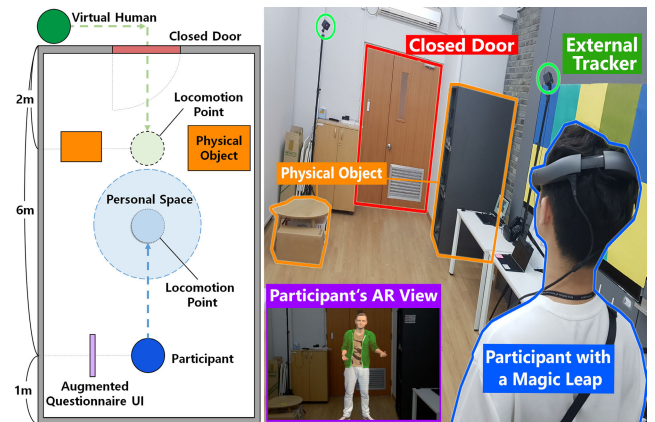 Virtual Human
Closed Door
2m
Locomotion
Point
Physical
Object
6m
Personal Space
Locomotion
Point
Participant
1m
Augmented
Questionnaire UI
Closed Door
External
Tracker
Physical Object
Participant's AR View
Participant with
a Magic Leap